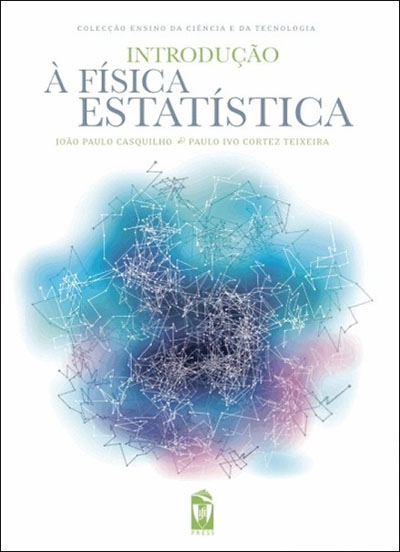 COLECÇÃO ENSINO DA CIÊNCIA E DA TECNOLOGIA
INTRODUÇÃO
À FÍSICA
ESTATÍSTICA
JOÃO PAULO CASQUILHO & PAULO IVO CORTEZ TEIXEIRA
PRESS